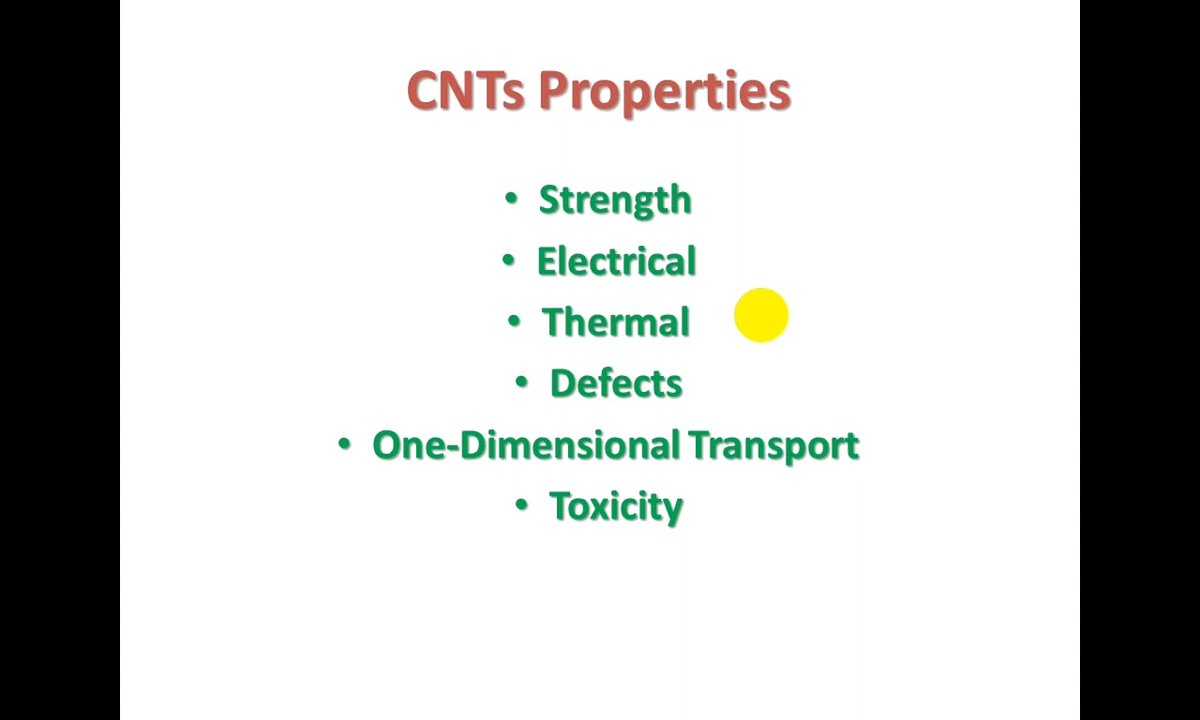 CNTs Properties
• Strength
• Electrical
• Thermal
• Defects
• One-Dimensional Transport
• Toxicity